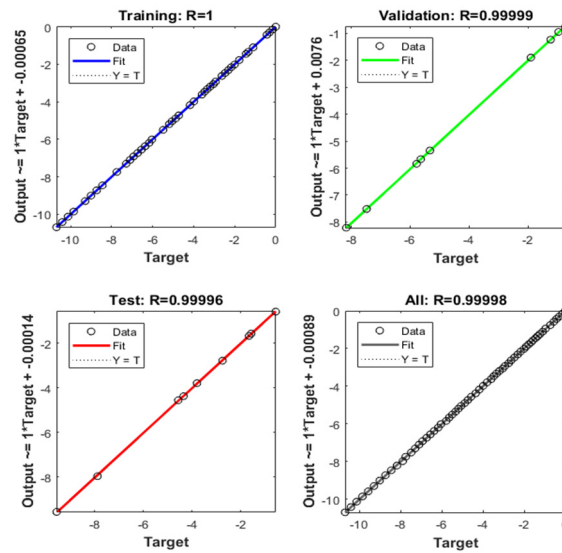 Training: R=1
Output ~= 1*Target + -0.00065
0
-2
-4
-6
-8
-10
Data
Fit
Y = T
-10 -8 -6 -4 -2 0
Target
Validation: R=0.99999
Output ~= 1*Target + 0.0076
-1
-2
-3
-4
-5
-6
-7
-8
Data
Fit
Y = T
-8 -6 -4 -2
Target
Test: R=0.99996
Output ~= 1*Target + -0.00014
-2
-4
-6
-8
Data
Fit
Y = T
-8 -6 -4 -2
Target
All: R=0.99998
Output ~= 1*Target + -0.00089
0
-2
-4
-6
-8
-10
Data
Fit
Y = T
-10 -8 -6 -4 -2
Target